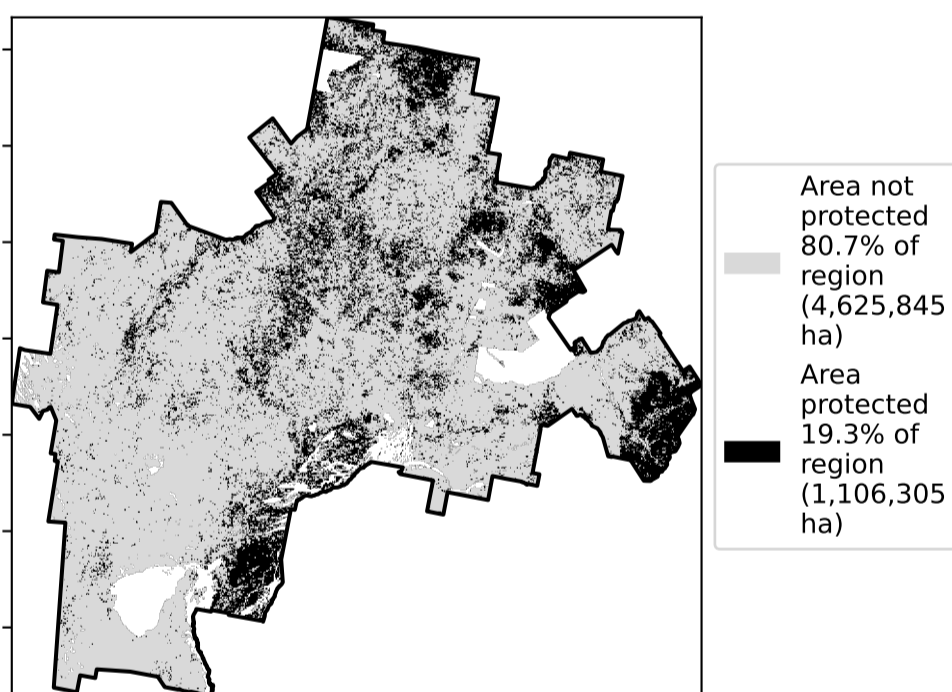 Area not
protected
80.7% of
region
(4,625,845
ha)
Area
protected
19.3% of
region
(1,106,305
ha)